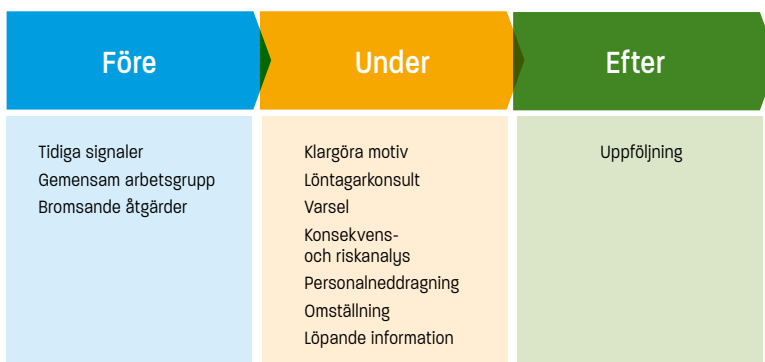 Före
Under
Efter
Tidiga signaler
Gemensam arbetsgrupp
Bromsande åtgärder
Klargöra motiv
Löntagarkonsult
Varsel
Konsekvens-
och riskanalys
Personalneddragning
Omställning
Löpande information
Uppföljning